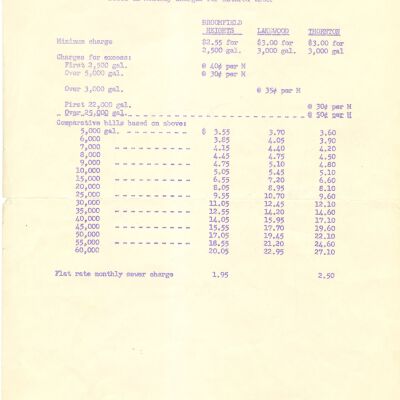 BROOMFIELD
HEIGHTS LAKEWOOD THORNTON
Minimum charge $2.55 for $3.00 for $3.00 for
2,500 gal. 3,000 gal. 3,000 gal
Charges for excess:
First 2,500 gal. @ 40¢ per M
Over 5,000 gal. @ 30¢ per M
Over 3,000 gal. @ 35¢ per M
First 22,000 gal. @ 30¢ per M
Over 25,000 gal. @ 50¢ per M
Comparative bills based on above:
5,000 gal. $ 3.55 3.70 3.60
6,000 3.85 4.05 3.90
7,000 4.15 4.40 4.20
8,000 4.45 4.75 4.50
9,000 4.75 5.10 4.80
10,000 5.05 5.45 5.10
15,000 6.55 7.20 6.60
20,000 8.05 8.95 8.10
25,000 9.55 10.70 9.60
30,000 11.05 12.45 12.10
35,000 12.55 14.20 14.60
40,000 14.05 15.95 17.10
45,000 15.55 17.70 19.60
50,000 17.05 19.45 22.10
55,000 18.55 21.20 24.60
60,000 20.05 22.95 27.10
Flat rate monthly sewer charge 1.95 2.50